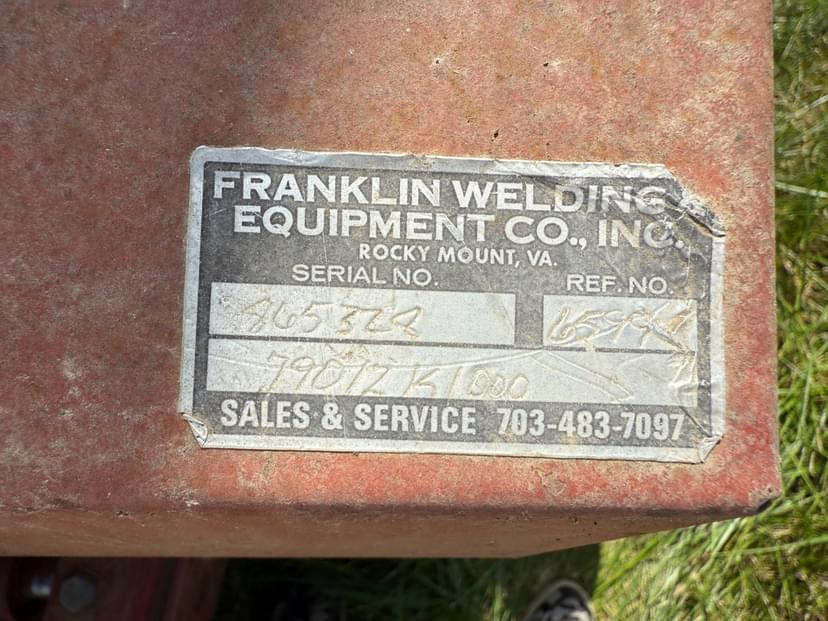 FRANKLIN WELDING
EQUIPMENT CO., INC.
ROCKY MOUNT, VA.
SERIAL NO. REF. NO.
79012 K1000
SALES & SERVICE 703-483-7097